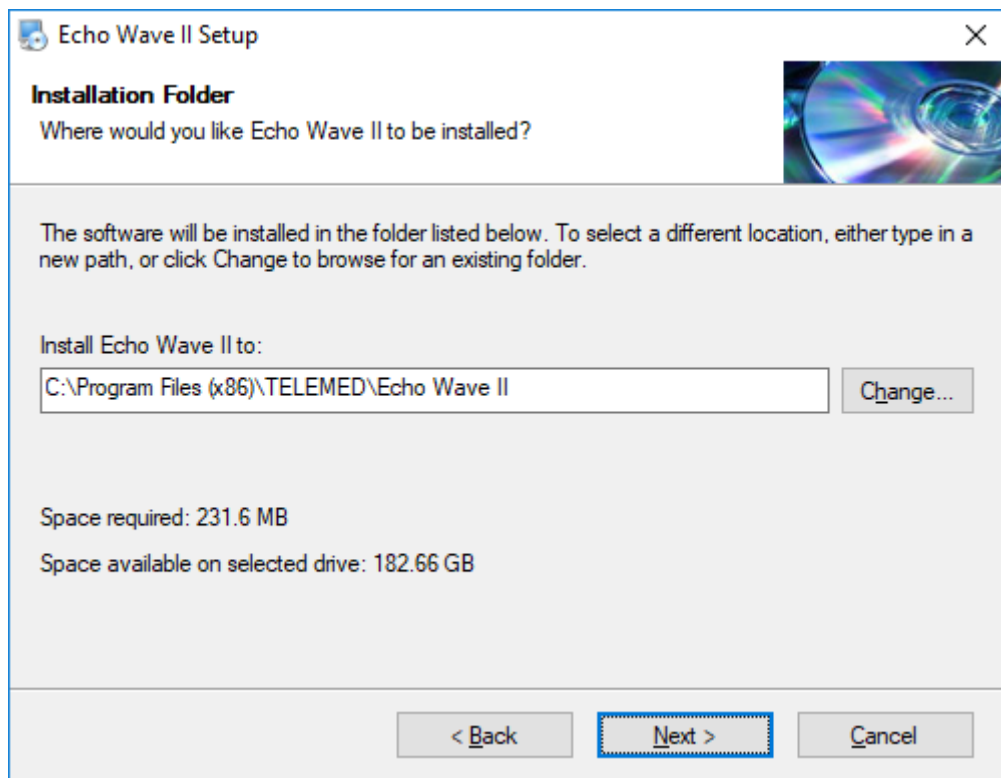 Echo Wave II Setup
Installation Folder
Where would you like Echo Wave II to be installed?
The software will be installed in the folder listed below. To select a different location, either type in a
new path, or click Change to browse for an existing folder.
Install Echo Wave II to:
C:\Program Files (x86)\TELEMED\Echo Wave II
Change...
Space required: 231.6 MB
Space available on selected drive: 182.66 GB
< Back
Next >
Cancel